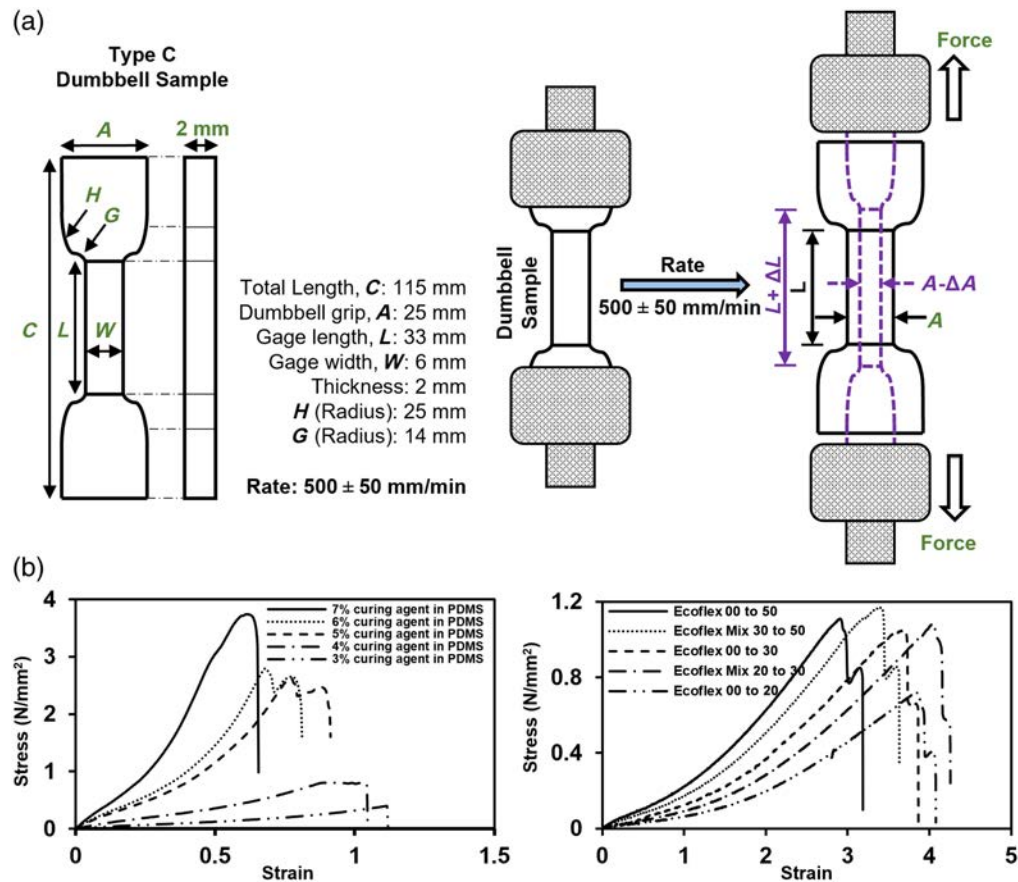 (a)
Type C
Dumbbell Sample
A
2 mm
H
G
C
L
W
Total Length, C: 115 mm
Dumbbell grip, A: 25 mm
Gage length, L: 33 mm
Gage width, W: 6 mm
Thickness: 2 mm
H (Radius): 25 mm
G (Radius): 14 mm
Rate: 500 ± 50 mm/min
Dumbbell
Sample
Rate
500 ± 50 mm/min
Force
L + ΔL
L
A-ΔA
A
Force
(b)
Stress (N/mm²)
4
3
2
1
0
0
0.5
1
1.5
Strain
7% curing agent in PDMS
6% curing agent in PDMS
5% curing agent in PDMS
4% curing agent in PDMS
3% curing agent in PDMS
Stress (N/mm²)
1.2
0.8
0.4
0
0
1
2
3
4
5
Strain
Ecoflex 00 to 50
Ecoflex Mix 30 to 50
Ecoflex 00 to 30
Ecoflex Mix 20 to 30
Ecoflex 00 to 20